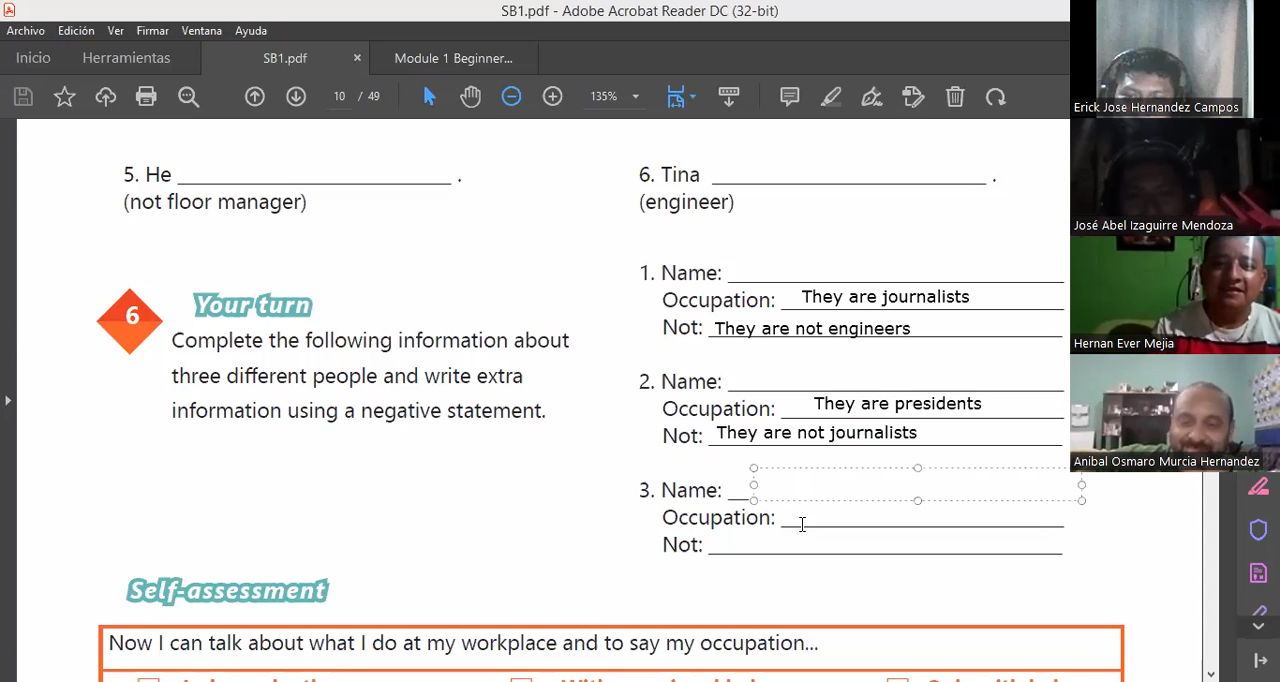 SB1.pdf - Adobe Acrobat Reader DC (32-bit)
Archivo Edición Ver Firmar Ventana Ayuda
Inicio Herramientas SB1.pdf × Module 1 Beginner...
10 / 49 135%
5. He ______________________ .
(not floor manager)
6. Tina ______________________ .
(engineer)
6 Your turn
Complete the following information about
three different people and write extra
information using a negative statement.
1. Name:
Occupation: They are journalists
Not: They are not engineers
2. Name:
Occupation: They are presidents
Not: They are not journalists
3. Name:
Occupation:
Not:
Self-assessment
Now I can talk about what I do at my workplace and to say my occupation...
Erick Jose Hernandez Campos
José Abel Izaguirre Mendoza
Hernan Ever Mejia
Anibal Osmaro Murcia Hernandez